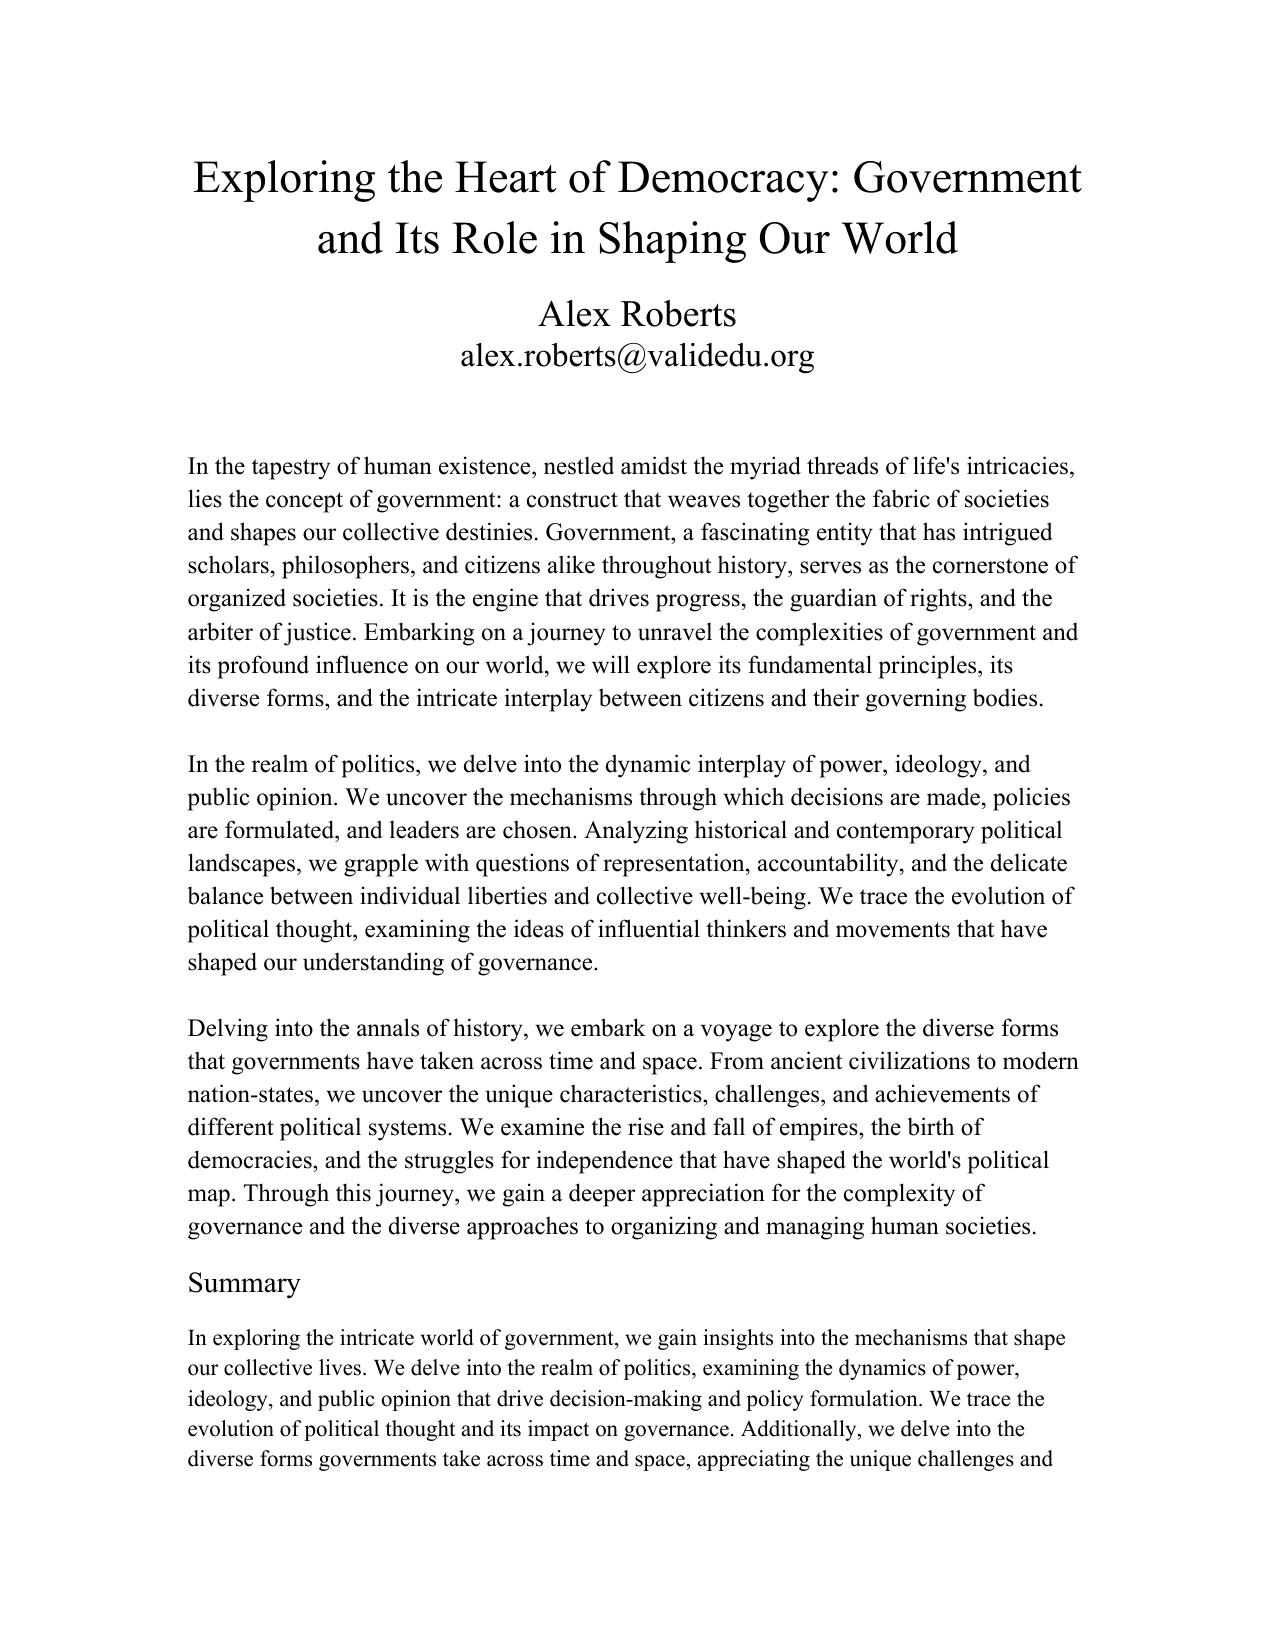 Exploring the Heart of Democracy: Government
and Its Role in Shaping Our World
Alex Roberts
alex.roberts@validedu.org
In the tapestry of human existence, nestled amidst the myriad threads of life's intricacies,
lies the concept of government: a construct that weaves together the fabric of societies
and shapes our collective destinies. Government, a fascinating entity that has intrigued
scholars, philosophers, and citizens alike throughout history, serves as the cornerstone of
organized societies. It is the engine that drives progress, the guardian of rights, and the
arbiter of justice. Embarking on a journey to unravel the complexities of government and
its profound influence on our world, we will explore its fundamental principles, its
diverse forms, and the intricate interplay between citizens and their governing bodies.
In the realm of politics, we delve into the dynamic interplay of power, ideology, and
public opinion. We uncover the mechanisms through which decisions are made, policies
are formulated, and leaders are chosen. Analyzing historical and contemporary political
landscapes, we grapple with questions of representation, accountability, and the delicate
balance between individual liberties and collective well-being. We trace the evolution of
political thought, examining the ideas of influential thinkers and movements that have
shaped our understanding of governance.
Delving into the annals of history, we embark on a voyage to explore the diverse forms
that governments have taken across time and space. From ancient civilizations to modern
nation-states, we uncover the unique characteristics, challenges, and achievements of
different political systems. We examine the rise and fall of empires, the birth of
democracies, and the struggles for independence that have shaped the world's political
map. Through this journey, we gain a deeper appreciation for the complexity of
governance and the diverse approaches to organizing and managing human societies.
Summary
In exploring the intricate world of government, we gain insights into the mechanisms that shape
our collective lives. We delve into the realm of politics, examining the dynamics of power,
ideology, and public opinion that drive decision-making and policy formulation. We trace the
evolution of political thought and its impact on governance. Additionally, we delve into the
diverse forms governments take across time and space, appreciating the unique challenges and